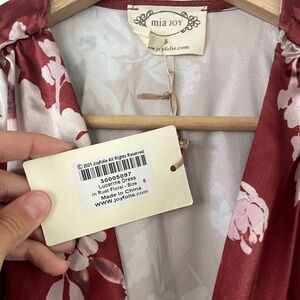 mia JOY
S
www.joyfolie.com
© 2021 Joyfolie All Rights Reserved
30005097
Lucerine Dress
in Rust Floral - Size S
Made in China
www.joyfolie.com